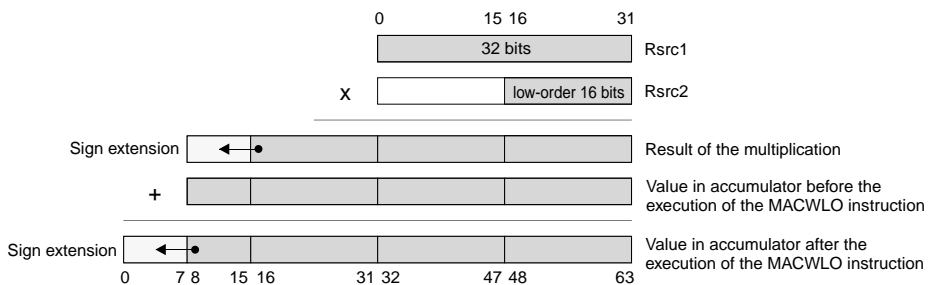 0 15 16 31
32 bits Rsrc1
x low-order 16 bits Rsrc2
Sign extension Result of the multiplication
+ Value in accumulator before the
execution of the MACWLO instruction
Sign extension Value in accumulator after the
execution of the MACWLO instruction
0 7 8 15 16 31 32 47 48 63